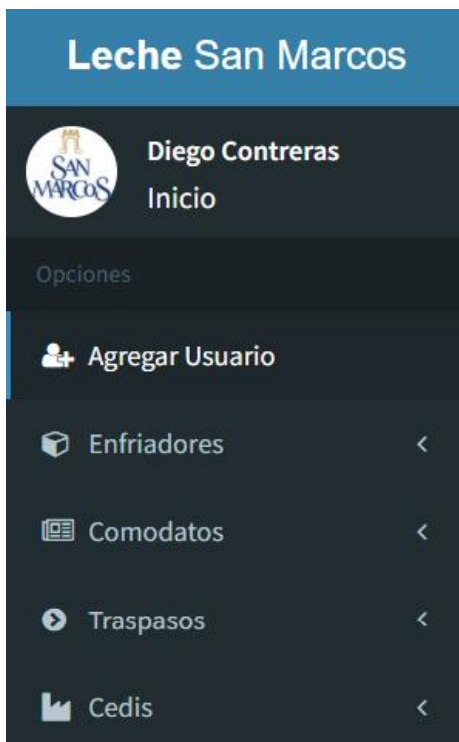 Leche San Marcos
SAN
MARCOS
Diego Contreras
Inicio
Opciones
Agregar Usuario
Enfriadores
Comodatos
Traspasos
Cedis